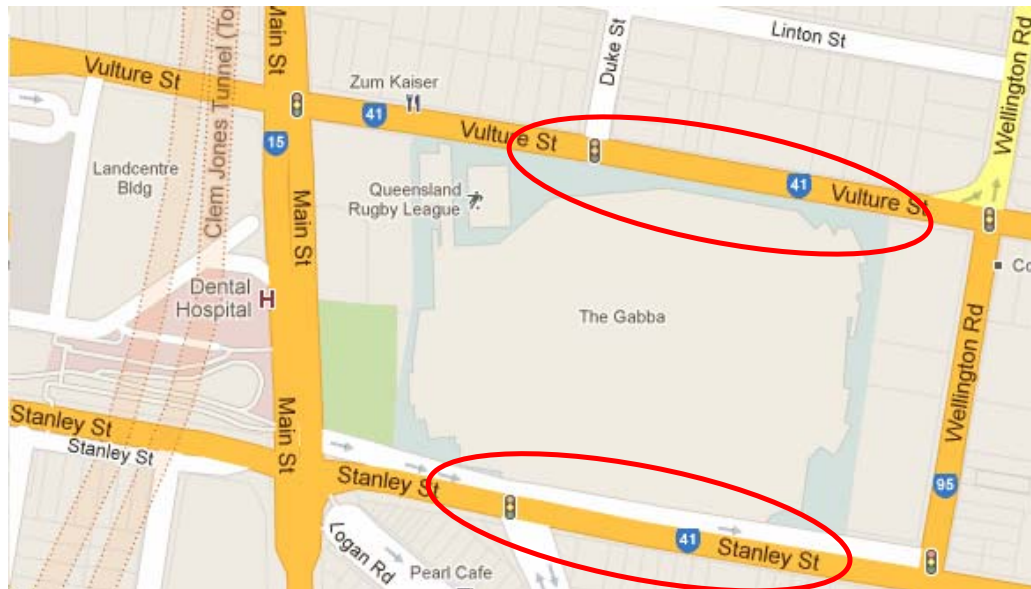 Main St
Linton St
Duke St
Wellington Rd
Vulture St
Clem Jones Tunnel (To
Zum Kaiser
41
Vulture St
15
Landcentre
Bldg
Queensland
Rugby League
41
Vulture St
Main St
Co
Dental
Hospital
H
The Gabba
Wellington Rd
Main St
Stanley St
Stanley St
Stanley St
95
Logan Rd
41
Stanley St
Pearl Cafe